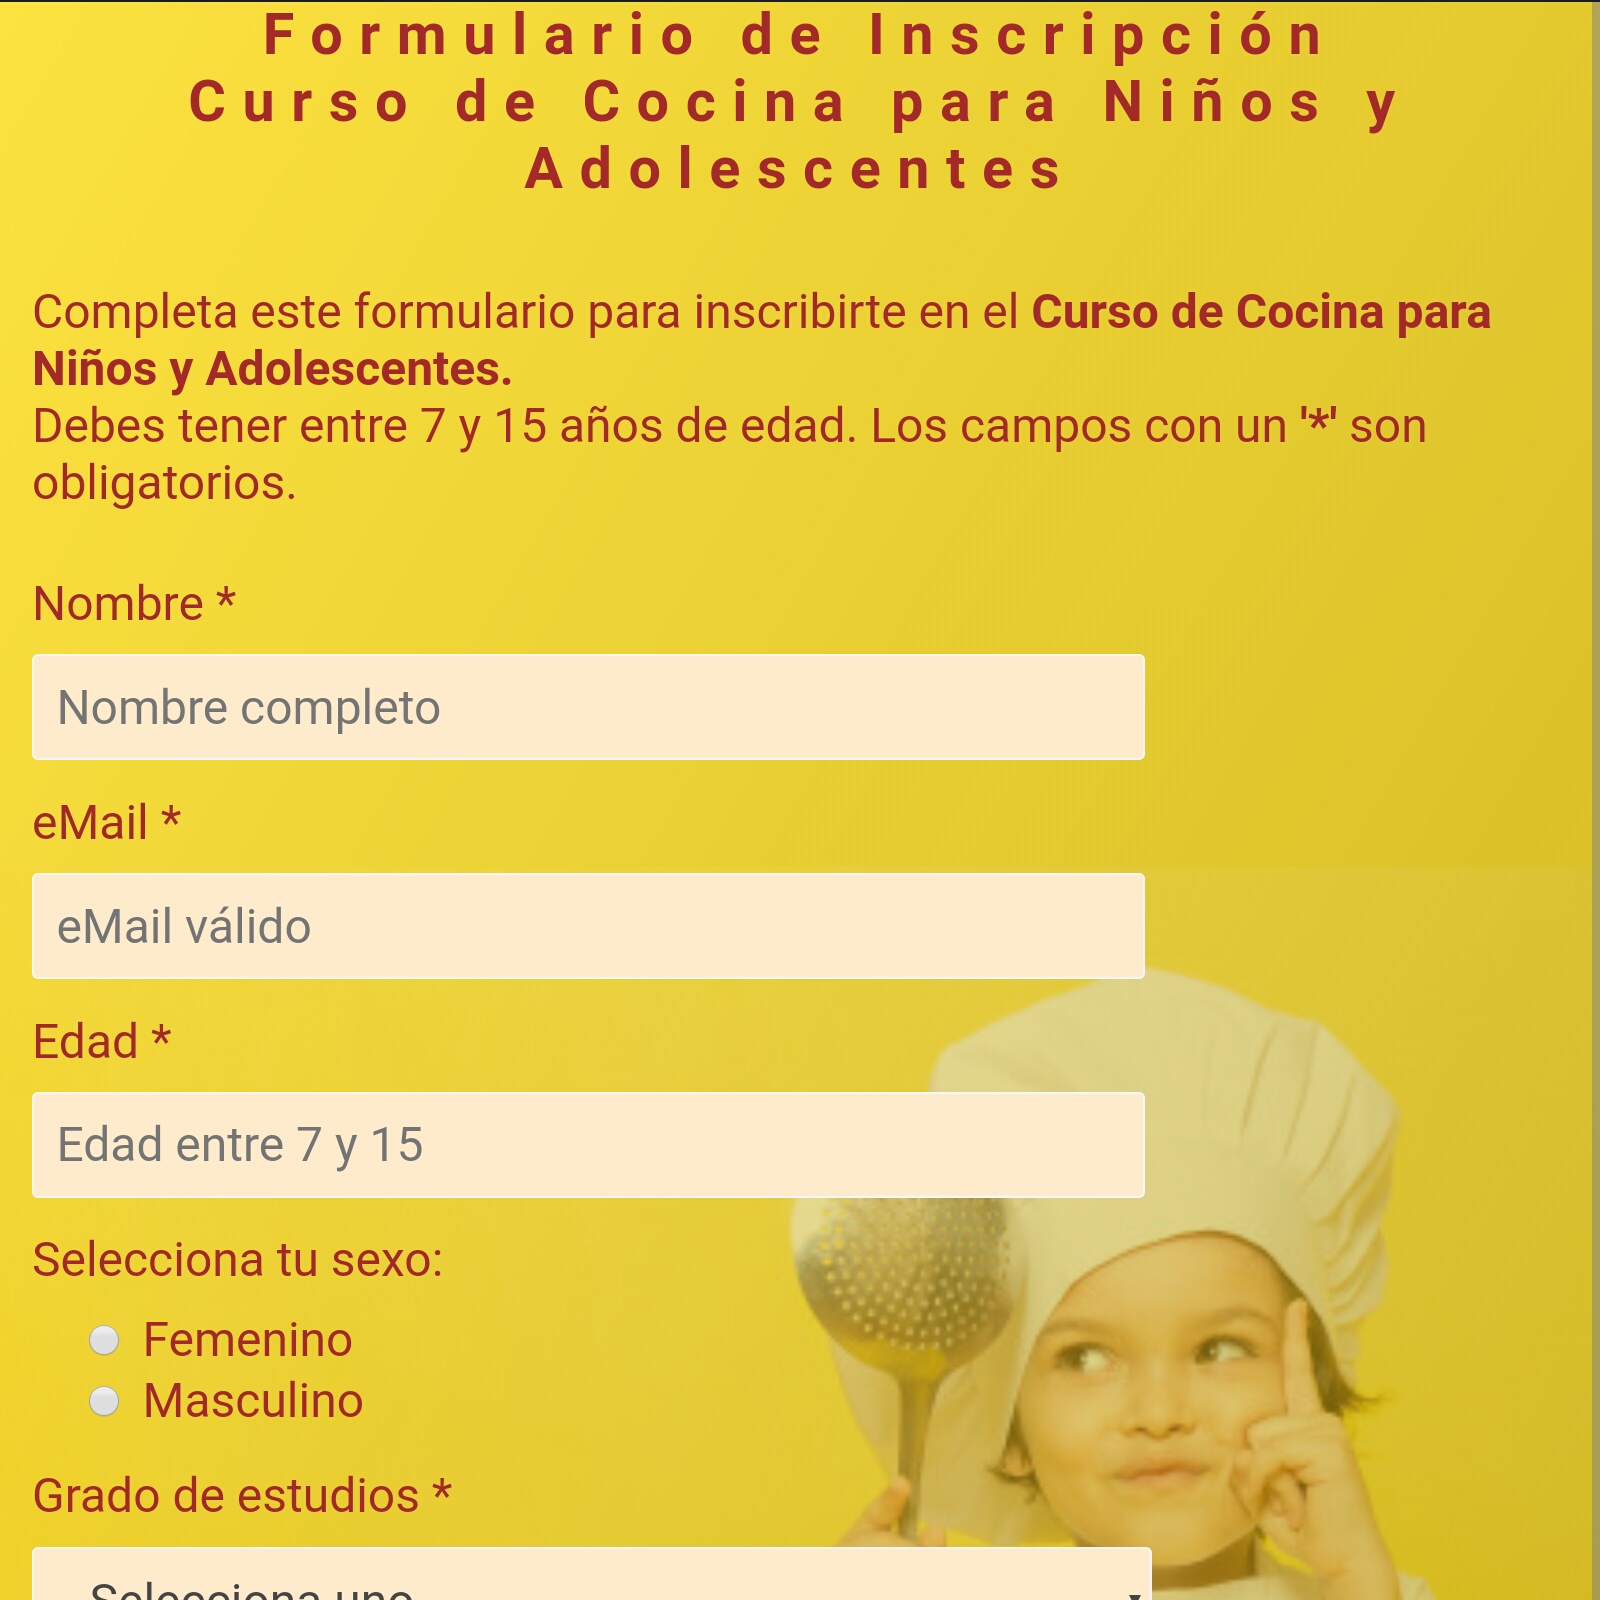 Formulario de Inscripción
Curso de Cocina para Niños y
Adolescentes
Completa este formulario para inscribirte en el Curso de Cocina para
Niños y Adolescentes.
Debes tener entre 7 y 15 años de edad. Los campos con un '*' son
obligatorios.
Nombre *
Nombre completo
eMail *
eMail válido
Edad *
Edad entre 7 y 15
Selecciona tu sexo:
Femenino
Masculino
Grado de estudios *
Selecciona uno